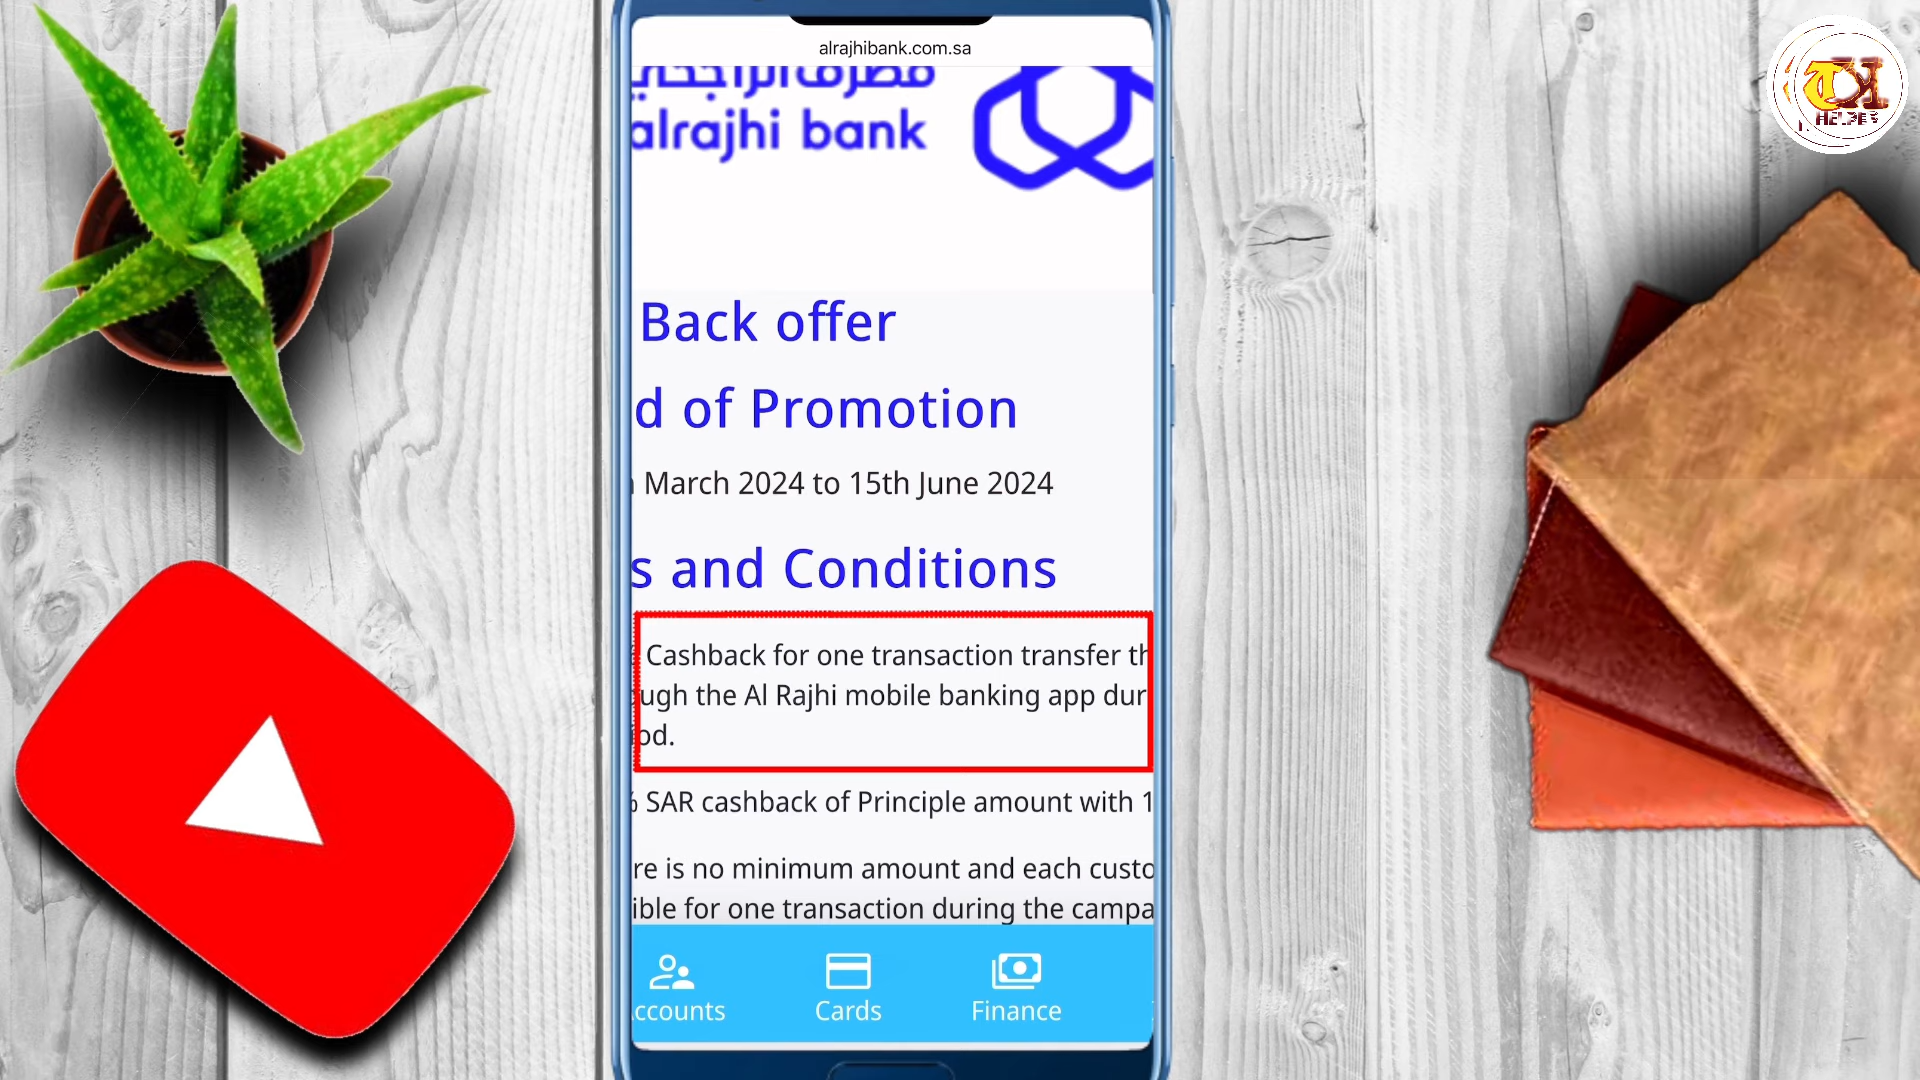 alrajhibank.com.sa
مصرف الراجحي
alrajhi bank
Back offer
d of Promotion
March 2024 to 15th June 2024
s and Conditions
Cashback for one transaction transfer th
ugh the Al Rajhi mobile banking app dur
od.
% SAR cashback of Principle amount with 1
re is no minimum amount and each custo
ible for one transaction during the campa
ccounts
Cards
Finance
TK
HELPER